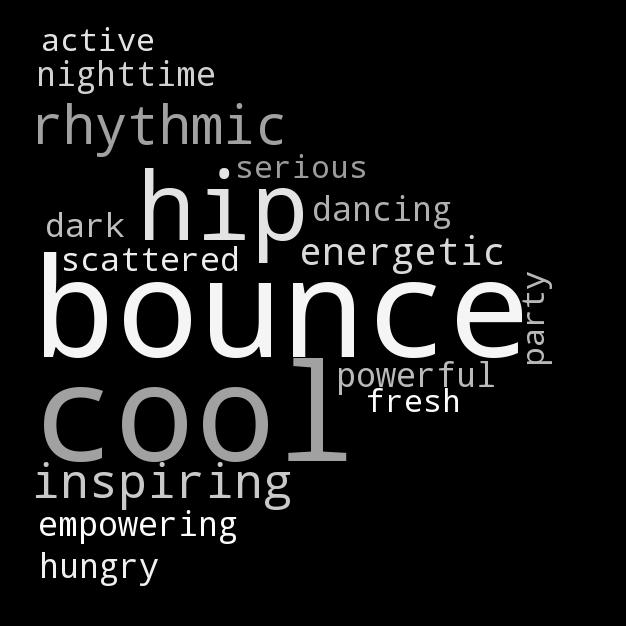 active
nighttime
rhythmic
serious
hip
dancing
dark
energetic
scattered
bounce
party
powerful
cool
fresh
inspiring
empowering
hungry